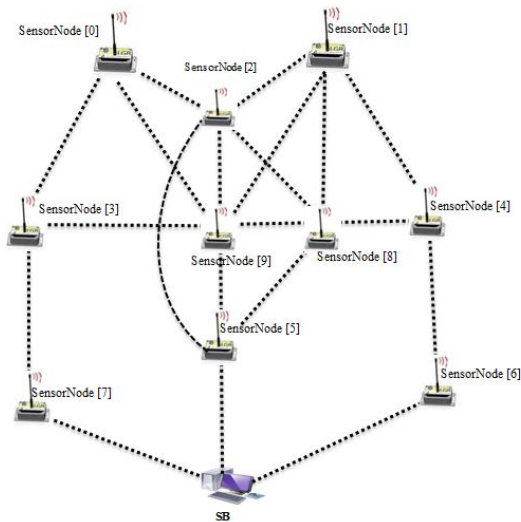 SensorNode [0]
SensorNode [1]
SensorNode [2]
SensorNode [3]
SensorNode [4]
SensorNode [9]
SensorNode [8]
SensorNode [5]
SensorNode [7]
SensorNode [6]
SB